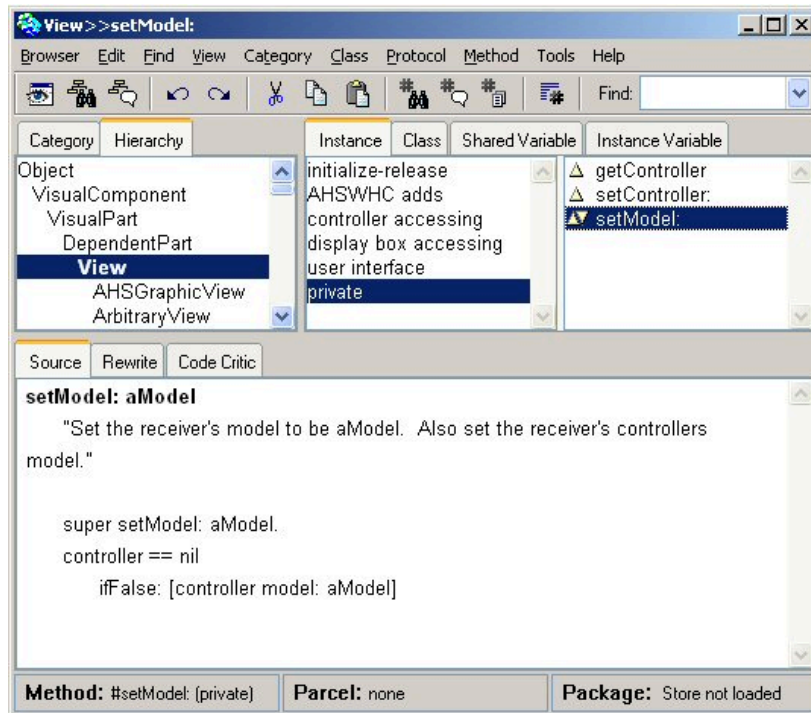 View>>setModel:
Browser Edit Find View Category Class Protocol Method Tools Help
Find:
Category Hierarchy
Instance Class Shared Variable Instance Variable
Object
VisualComponent
VisualPart
DependentPart
View
AHSGraphicView
ArbitraryView
initialize-release
AHSWHC adds
controller accessing
display box accessing
user interface
private
getController
setController:
setModel:
Source Rewrite Code Critic
setModel: aModel
"Set the receiver's model to be aModel. Also set the receiver's controllers
model."
super setModel: aModel.
controller == nil
ifFalse: [controller model: aModel]
Method: #setModel: (private) Parcel: none Package: Store not loaded